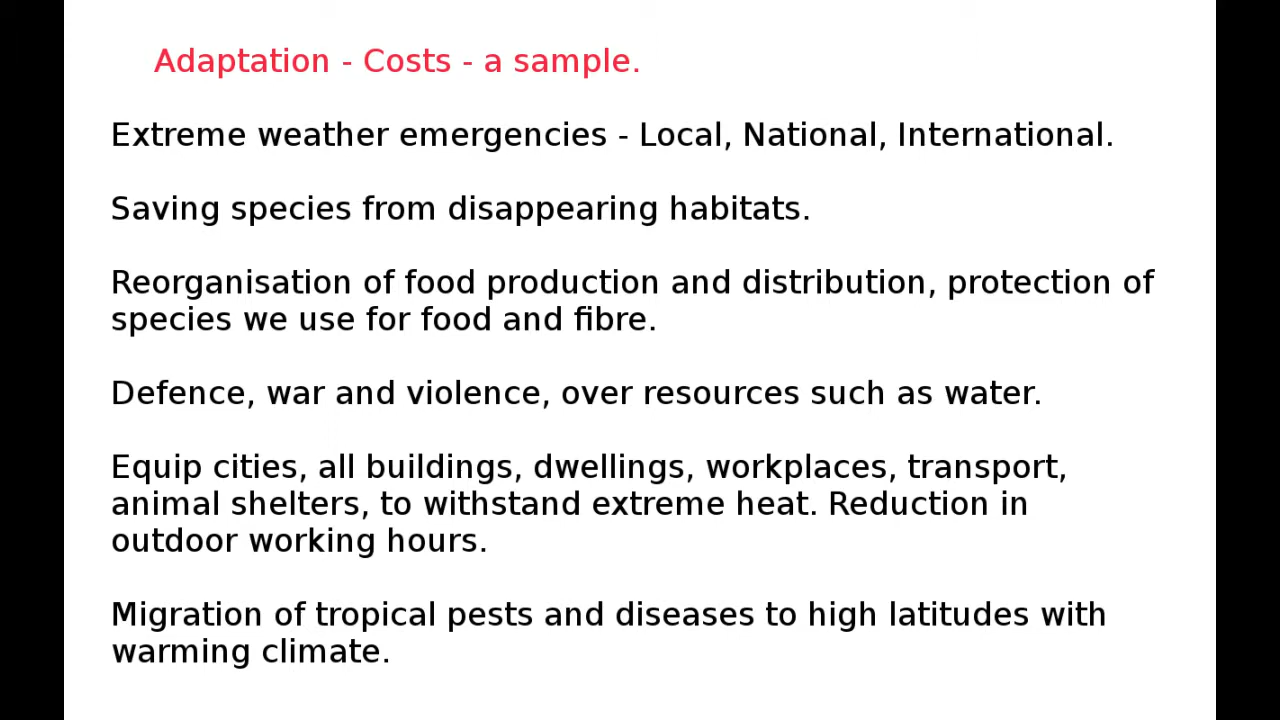 Adaptation - Costs - a sample.
Extreme weather emergencies - Local, National, International.
Saving species from disappearing habitats.
Reorganisation of food production and distribution, protection of
species we use for food and fibre.
Defence, war and violence, over resources such as water.
Equip cities, all buildings, dwellings, workplaces, transport,
animal shelters, to withstand extreme heat. Reduction in
outdoor working hours.
Migration of tropical pests and diseases to high latitudes with
warming climate.